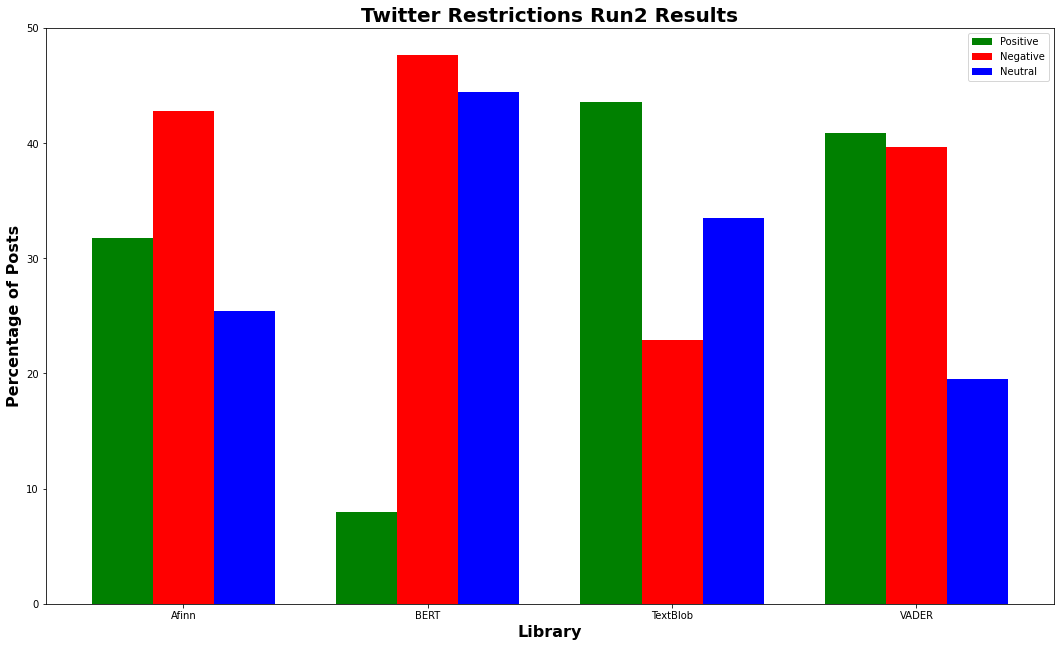 Twitter Restrictions Run2 Results
Positive
Negative
Neutral
Percentage of Posts
50
40
30
20
10
0
Afinn
BERT
TextBlob
VADER
Library